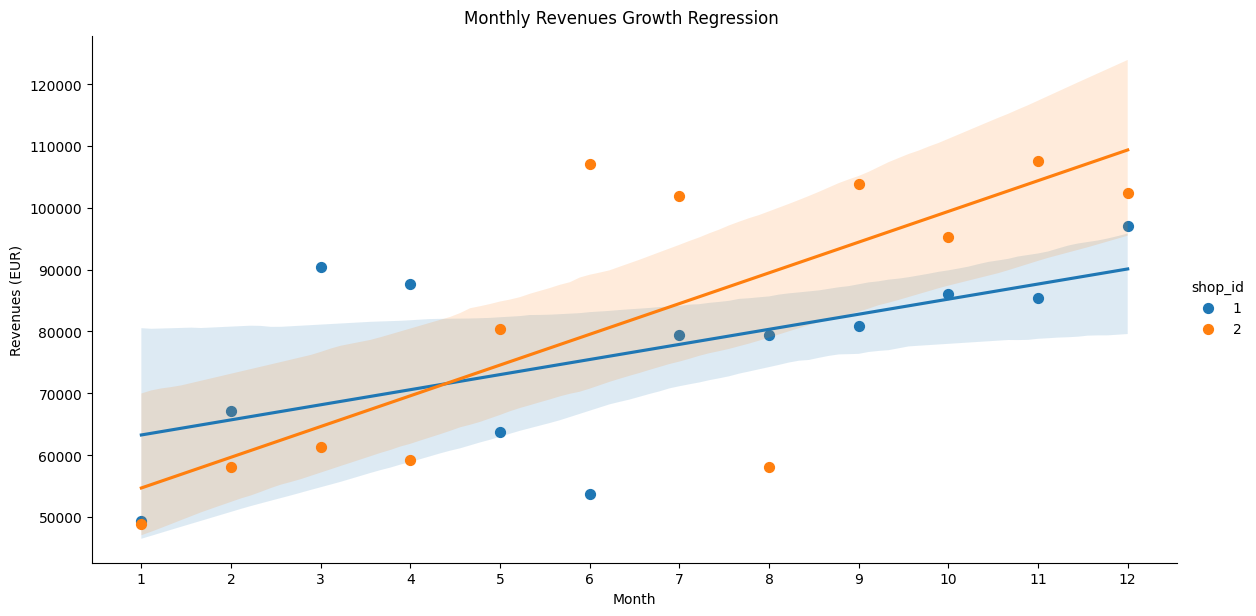 Monthly Revenues Growth Regression
Revenues (EUR)
120000
110000
100000
90000
80000
70000
60000
50000
1 2 3 4 5 6 7 8 9 10 11 12
Month
shop_id
1
2